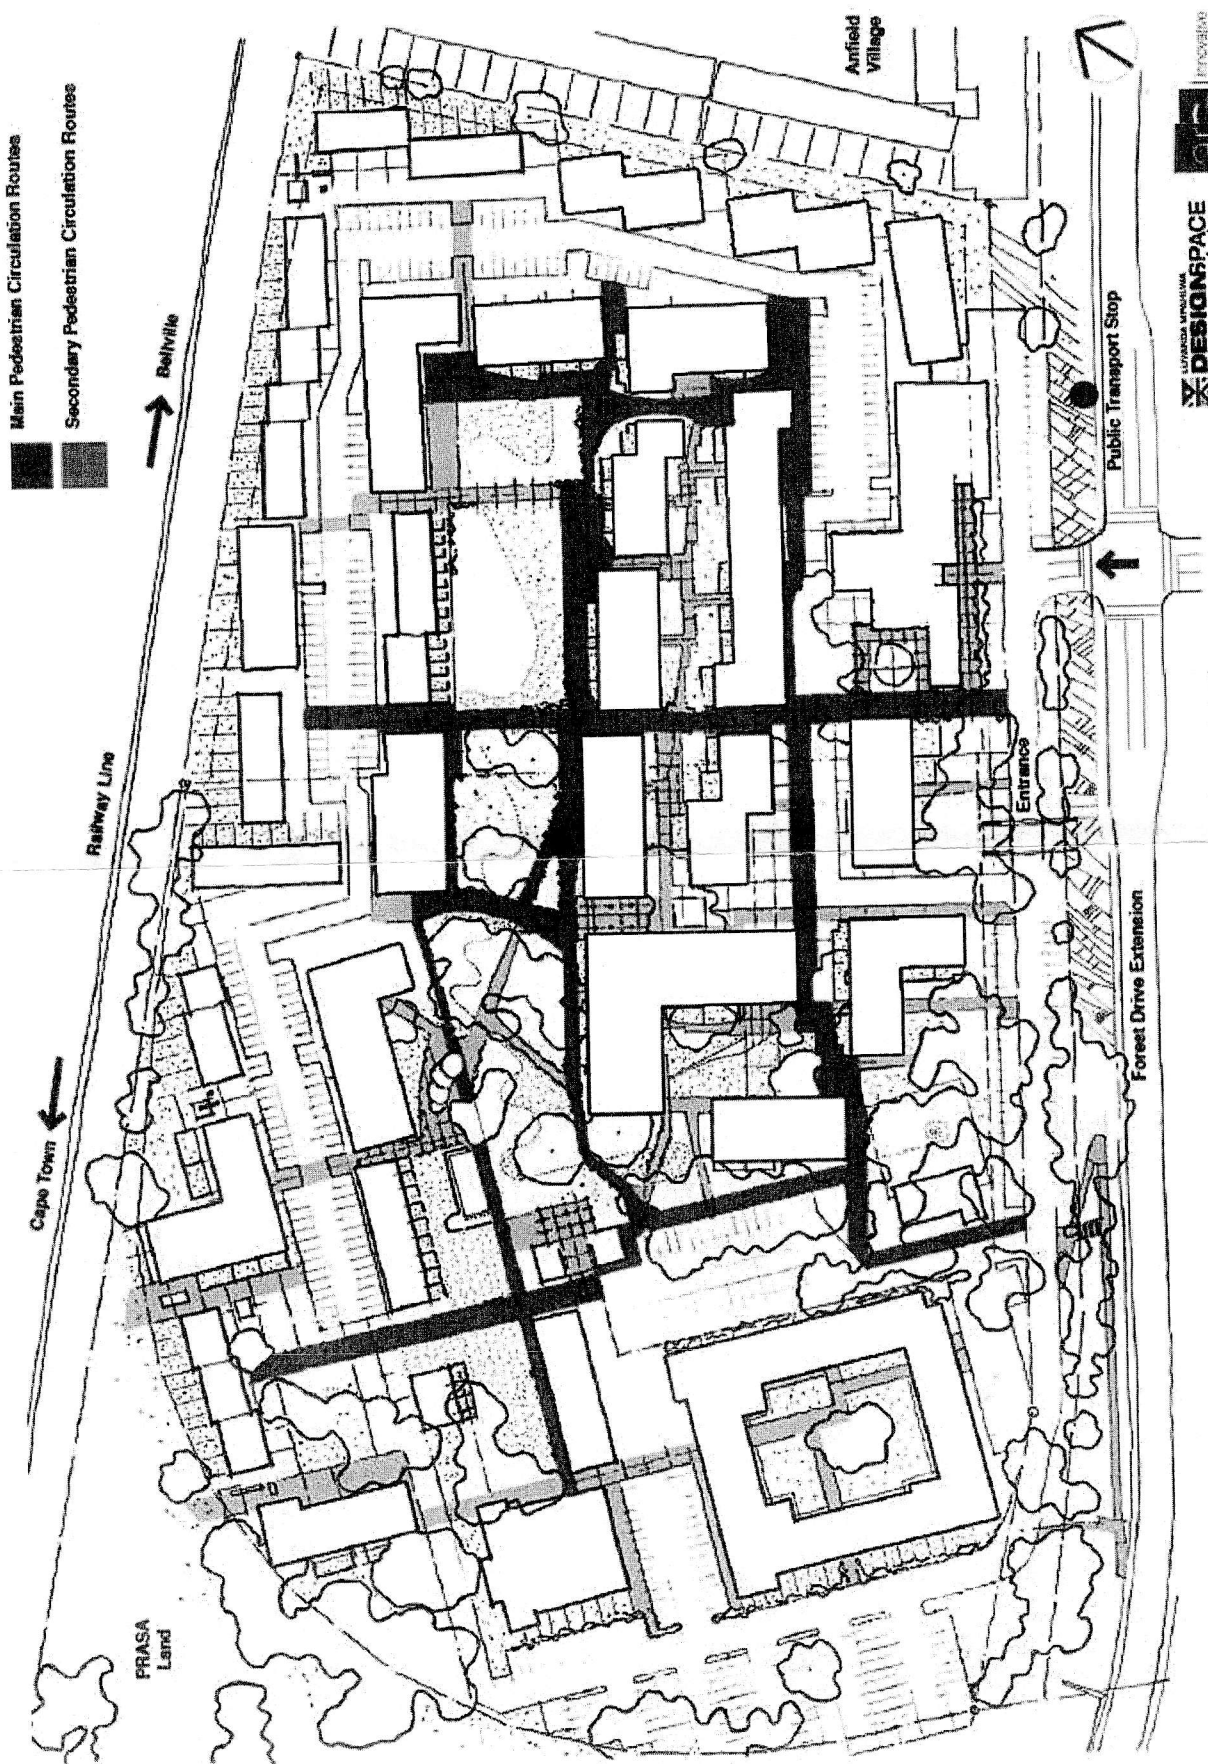 Main Pedestrian Circulation Routes
Secondary Pedestrian Circulation Routes
Bellville
Railway Line
Cape Town
PRASA
Land
Anfield
Village
Public Transport Stop
Entrance
Forest Drive Extension
DESIGNSPACE
innovative